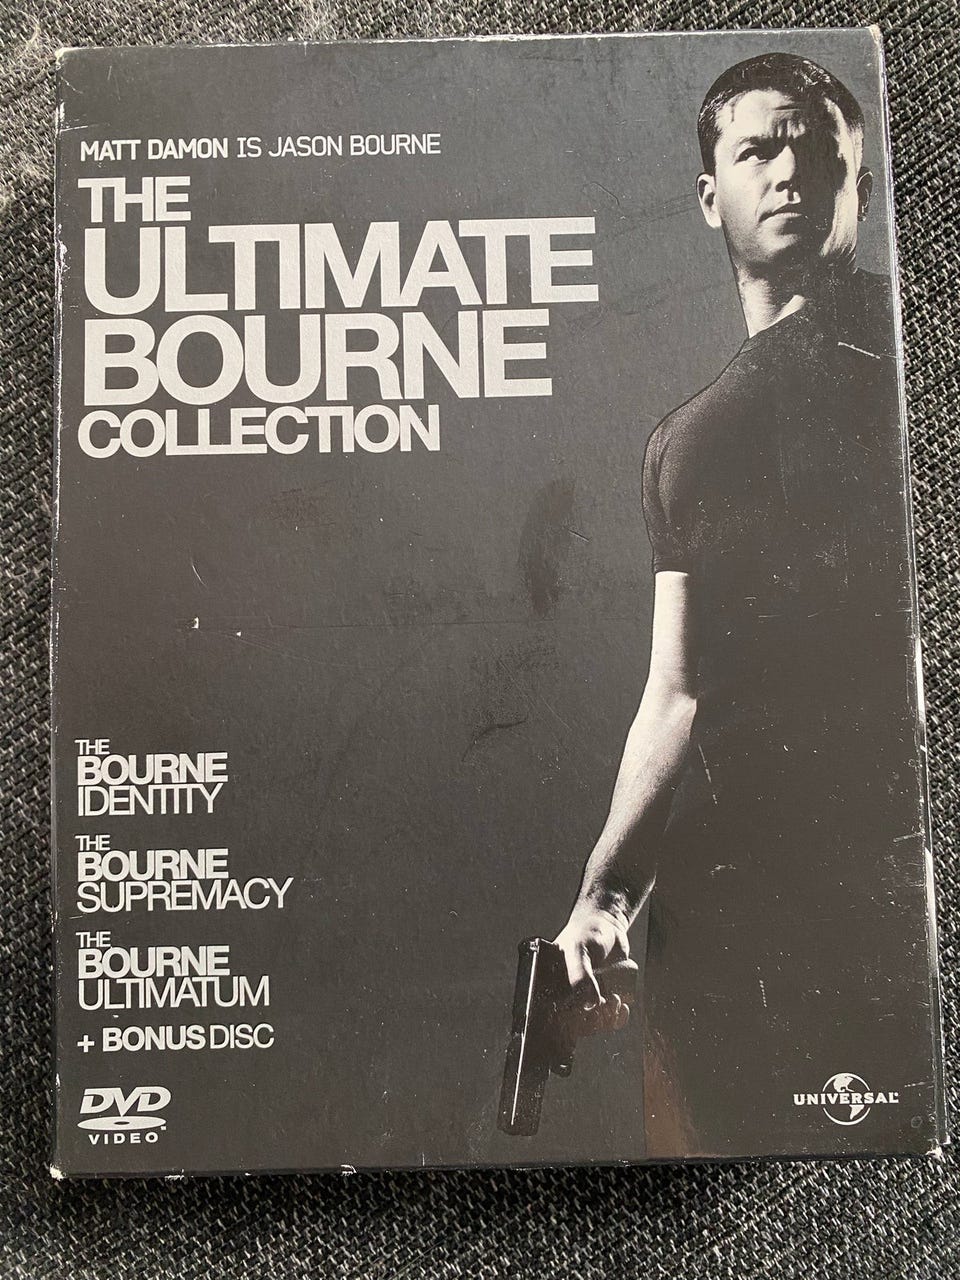 MATT DAMON IS JASON BOURNE
THE
ULTIMATE
BOURNE
COLLECTION
THE
BOURNE
IDENTITY
THE
BOURNE
SUPREMACY
THE
BOURNE
ULTIMATUM
+ BONUS DISC
DVD
VIDEO™
UNIVERSAL®